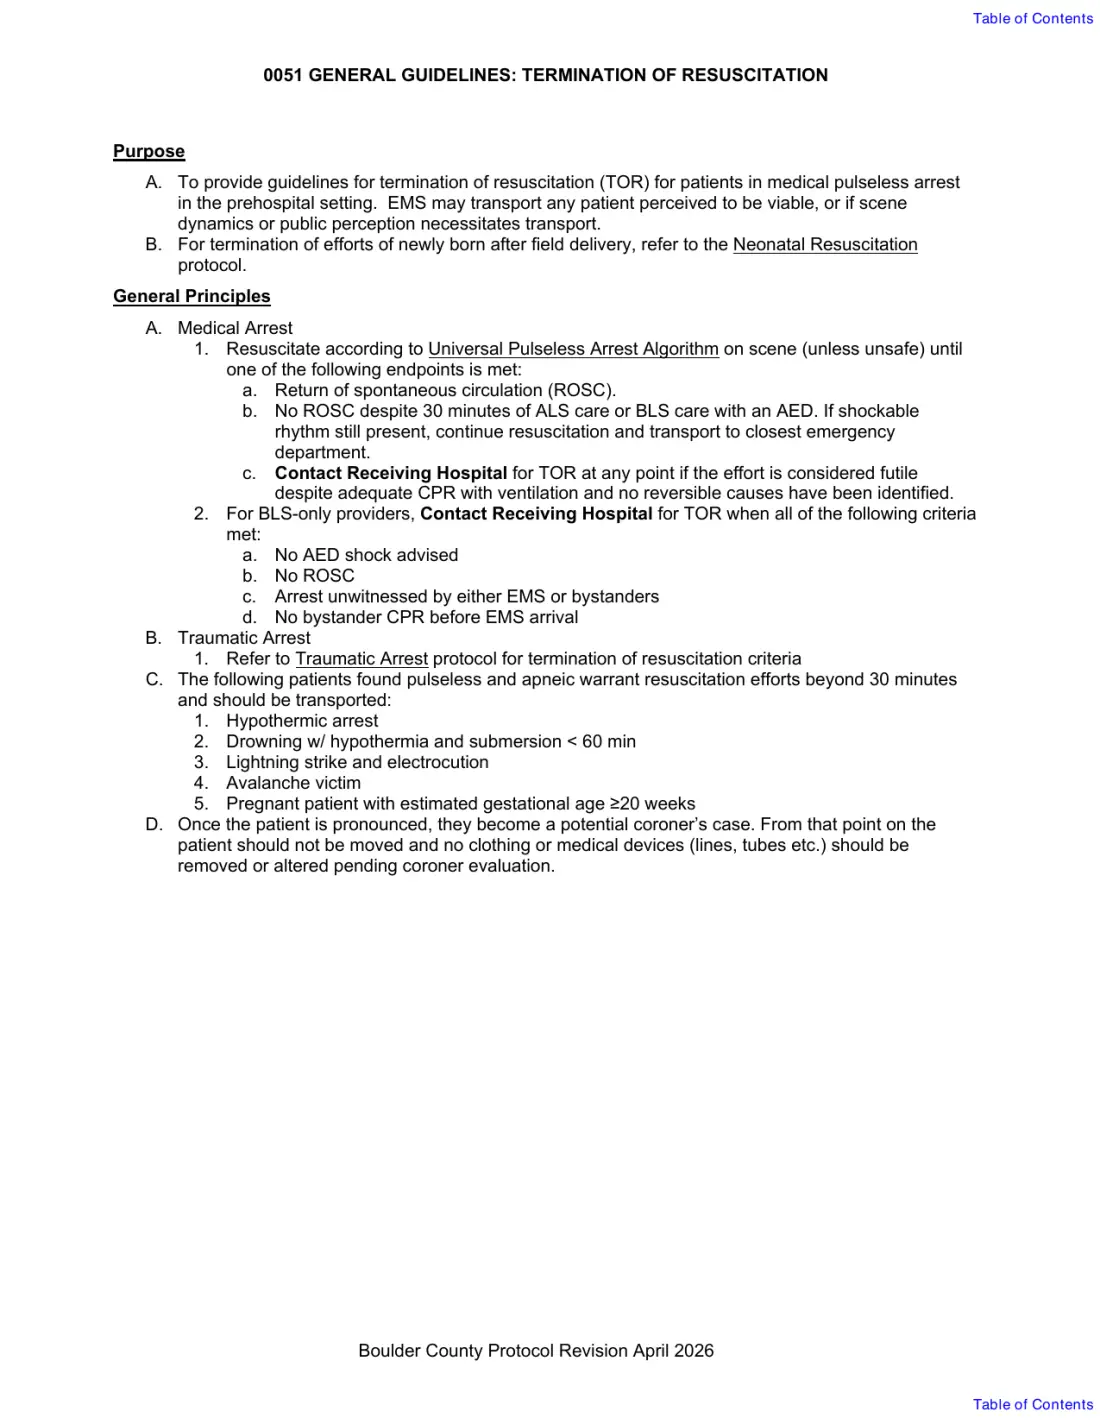 Table of Contents
0051 GENERAL GUIDELINES: TERMINATION OF RESUSCITATION
Purpose
A. To provide guidelines for termination of resuscitation (TOR) for patients in medical pulseless arrest
in the prehospital setting.  EMS may transport any patient perceived to be viable, or if scene
dynamics or public perception necessitates transport.
B. For termination of efforts of newly born after field delivery, refer to the Neonatal Resuscitation
protocol.
General Principles
A. Medical Arrest
1. Resuscitate according to Universal Pulseless Arrest Algorithm on scene (unless unsafe) until
one of the following endpoints is met:
a. Return of spontaneous circulation (ROSC).
b. No ROSC despite 30 minutes of ALS care or BLS care with an AED. If shockable
rhythm still present, continue resuscitation and transport to closest emergency
department.
c. Contact Receiving Hospital for TOR at any point if the effort is considered futile
despite adequate CPR with ventilation and no reversible causes have been identified.
2. For BLS-only providers, Contact Receiving Hospital for TOR when all of the following criteria
met:
a. No AED shock advised
b. No ROSC
c. Arrest unwitnessed by either EMS or bystanders
d. No bystander CPR before EMS arrival
B. Traumatic Arrest
1. Refer to Traumatic Arrest protocol for termination of resuscitation criteria
C. The following patients found pulseless and apneic warrant resuscitation efforts beyond 30 minutes
and should be transported:
1. Hypothermic arrest
2. Drowning w/ hypothermia and submersion < 60 min
3. Lightning strike and electrocution
4. Avalanche victim
5. Pregnant patient with estimated gestational age ≥20 weeks
D. Once the patient is pronounced, they become a potential coroner's case. From that point on the
patient should not be moved and no clothing or medical devices (lines, tubes etc.) should be
removed or altered pending coroner evaluation.
Boulder County Protocol Revision April 2026
Table of Contents